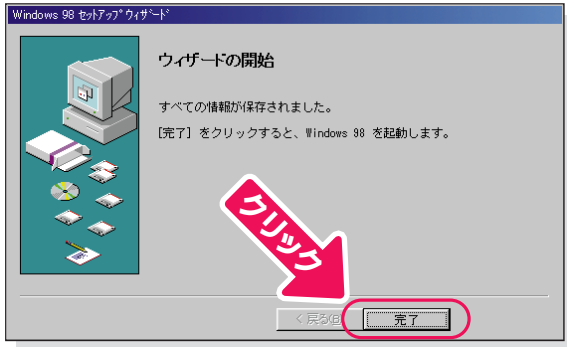 Windows 98 ｾｯﾄｱｯﾌﾟｳｨｻﾞｰﾄﾞ
ウィザードの開始
すべての情報が保存されました。
[完了] をクリックすると、Windows 98 を起動します。
クリック
< 戻る(B)
完了